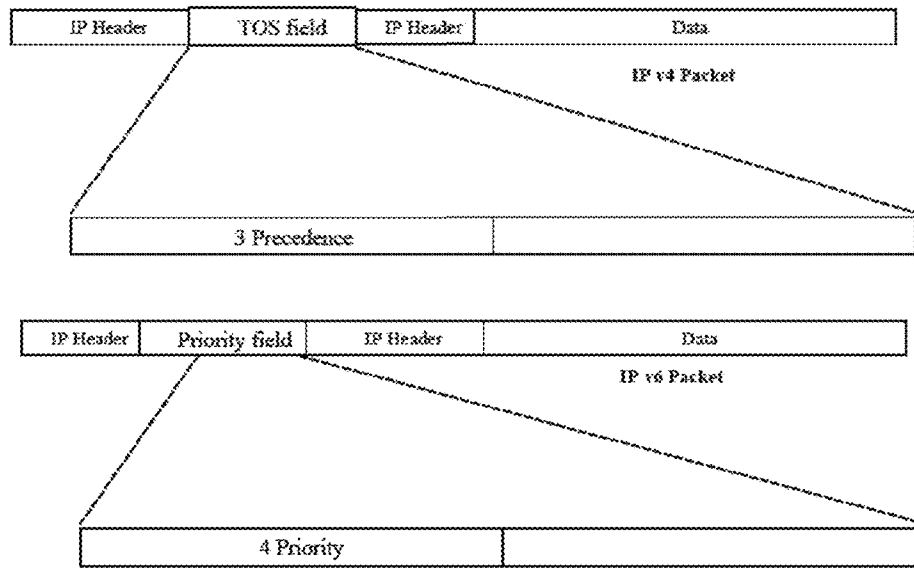 IP Header TOS field IP Header Data
IP v4 Packet
3 Precedence
IP Header Priority field IP Header Data
IP v6 Packet
4 Priority